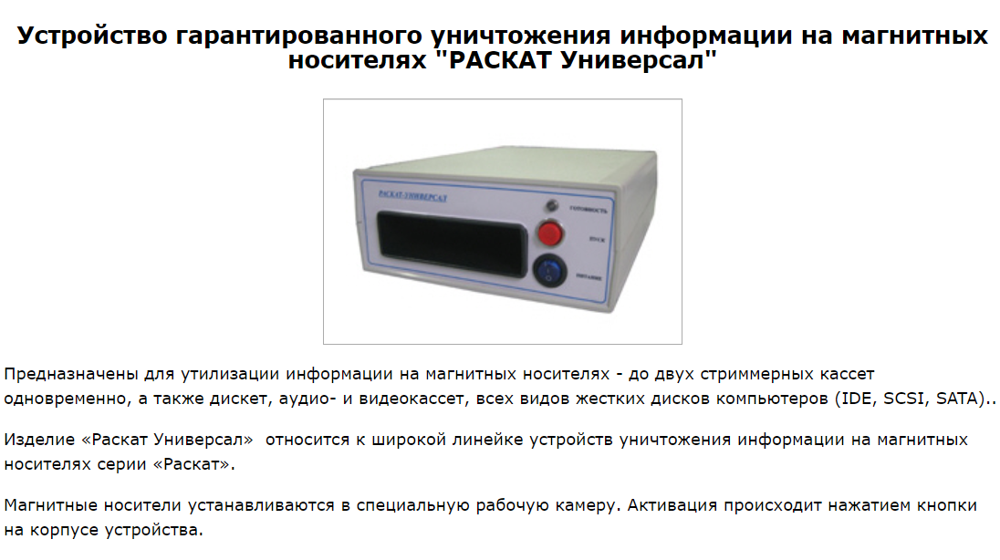 Устройство гарантированного уничтожения информации на магнитных
носителях "РАСКАТ Универсал"
РАСКАТ-УНИВЕРСАЛ
ГОТОВНОСТЬ
ПУСК
ПИТАНИЕ
Предназначены для утилизации информации на магнитных носителях - до двух стриммерных кассет
одновременно, а также дискет, аудио- и видеокассет, всех видов жестких дисков компьютеров (IDE, SCSI, SATA)..
Изделие «Раскат Универсал»  относится к широкой линейке устройств уничтожения информации на магнитных
носителях серии «Раскат».
Магнитные носители устанавливаются в специальную рабочую камеру. Активация происходит нажатием кнопки
на корпусе устройства.